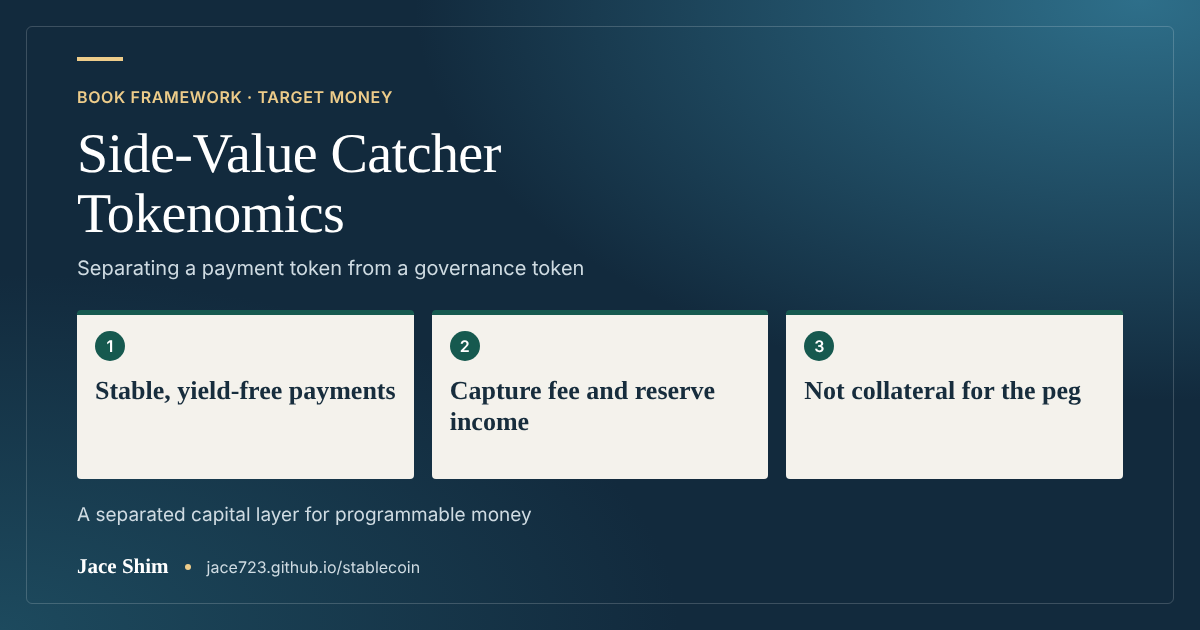 BOOK FRAMEWORK · TARGET MONEY
Side-Value Catcher
Tokenomics
Separating a payment token from a governance token
1
Stable, yield-free payments
2
Capture fee and reserve
income
3
Not collateral for the peg
A separated capital layer for programmable money
Jace Shim • jace723.github.io/stablecoin